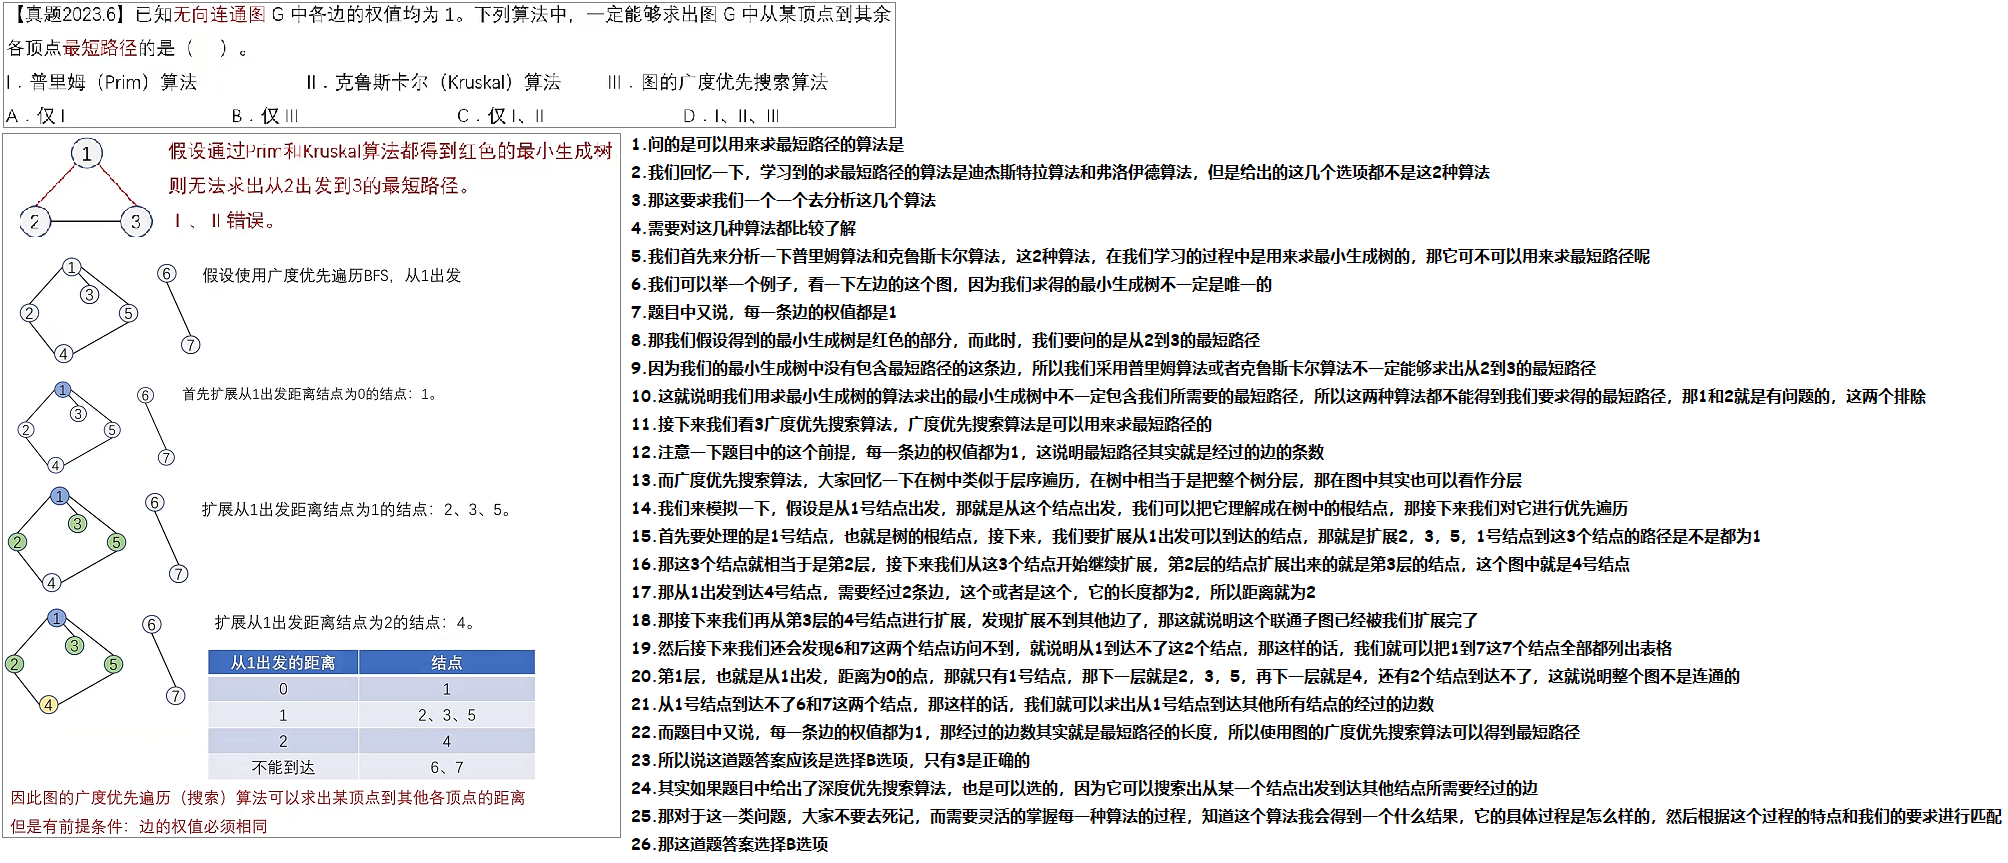 【真题2023.6】已知无向连通图 G 中各边的权值均为 1。下列算法中，一定能够求出图 G 中从某顶点到其余
各顶点最短路径的是（　）。
I．普里姆（Prim）算法　II．克鲁斯卡尔（Kruskal）算法　III．图的广度优先搜索算法
A．仅 I　B．仅 III　C．仅 I、II　D．I、II、III
1
2
3
假设通过Prim和Kruskal算法都得到红色的最小生成树
则无法求出从2出发到3的最短路径。
I 、 II 错误。
1
2
3
4
5
6
7
假设使用广度优先遍历BFS，从1出发
1
2
3
4
5
6
7
首先扩展从1出发距离结点为0的结点：1。
1
2
3
4
5
6
7
扩展从1出发距离结点为1的结点：2、3、5。
1
2
3
4
5
6
7
扩展从1出发距离结点为2的结点：4。
从1出发的距离　结点
0　1
1　2、3、5
2　4
不能到达　6、7
因此图的广度优先遍历（搜索）算法可以求出某顶点到其他各顶点的距离
但是有前提条件：边的权值必须相同
1.问的是可以用来求最短路径的算法是
2.我们回忆一下，学习到的求最短路径的算法是迪杰斯特拉算法和弗洛伊德算法，但是给出的这几个选项都不是这2种算法
3.那这要求我们一个一个去分析这几个算法
4.需要对这几种算法都比较了解
5.我们首先来分析一下普里姆算法和克鲁斯卡尔算法，这2种算法，在我们学习的过程中是用来求最小生成树的，那它可不可以用来求最短路径呢
6.我们可以举一个例子，看一下左边的这个图，因为我们求得的最小生成树不一定是唯一的
7.题目中又说，每一条边的权值都是1
8.那我们假设得到的最小生成树是红色的部分，而此时，我们要问的是从2到3的最短路径
9.因为我们的最小生成树中没有包含最短路径的这条边，所以我们采用普里姆算法或者克鲁斯卡尔算法不一定能够求出从2到3的最短路径
10.这就说明我们用求最小生成树的算法求出的最小生成树中不一定包含我们所需要的最短路径，所以这两种算法都不能得到我们要求得的最短路径，那1和2就是有问题的，这两个排除
11.接下来我们看3广度优先搜索算法，广度优先搜索算法是可以用来求最短路径的
12.注意一下题目中的这个前提，每一条边的权值都为1，这说明最短路径其实就是经过的边的条数
13.而广度优先搜索算法，大家回忆一下在树中类似于层序遍历，在树中相当于是把整个树分层，那在图中其实也可以看作分层
14.我们来模拟一下，假设是从1号结点出发，那就是从这个结点出发，我们可以把它理解成在树中的根结点，那接下来我们对它进行优先遍历
15.首先要处理的是1号结点，也就是树的根结点，接下来，我们要扩展从1出发可以到达的结点，那就是扩展2，3，5，1号结点到这3个结点的路径是不是都为1
16.那这3个结点就相当于是第2层，接下来我们从这3个结点开始继续扩展，第2层的结点扩展出来的就是第3层的结点，这个图中就是4号结点
17.那从1出发到达4号结点，需要经过2条边，这个或者是这个，它的长度都为2，所以距离就为2
18.那接下来我们再从第3层的4号结点进行扩展，发现扩展不到其他边了，那这就说明这个联通子图已经被我们扩展完了
19.然后接下来我们还会发现6和7这两个结点访问不到，就说明从1到达不了这2个结点，那这样的话，我们就可以把1到7这7个结点全部都列出表格
20.第1层，也就是从1出发，距离为0的点，那就只有1号结点，那下一层就是2，3，5，再下一层就是4，还有2个结点到达不了，这就说明整个图不是连通的
21.从1号结点到达不了6和7这两个结点，那这样的话，我们就可以求出从1号结点到达其他所有结点的经过的边数
22.而题目中又说，每一条边的权值都为1，那经过的边数其实就是最短路径的长度，所以使用图的广度优先搜索算法可以得到最短路径
23.所以说这道题答案应该是选择B选项，只有3是正确的
24.其实如果题目中给出了深度优先搜索算法，也是可以选的，因为它可以搜索出从某一个结点出发到达其他结点所需要经过的边
25.那对于这一类问题，大家不要去死记，而需要灵活的掌握每一种算法的过程，知道这个算法我会得到一个什么结果，它的具体过程是怎么样的，然后根据这个过程的特点和我们的要求进行匹配
26.那这道题答案选择B选项